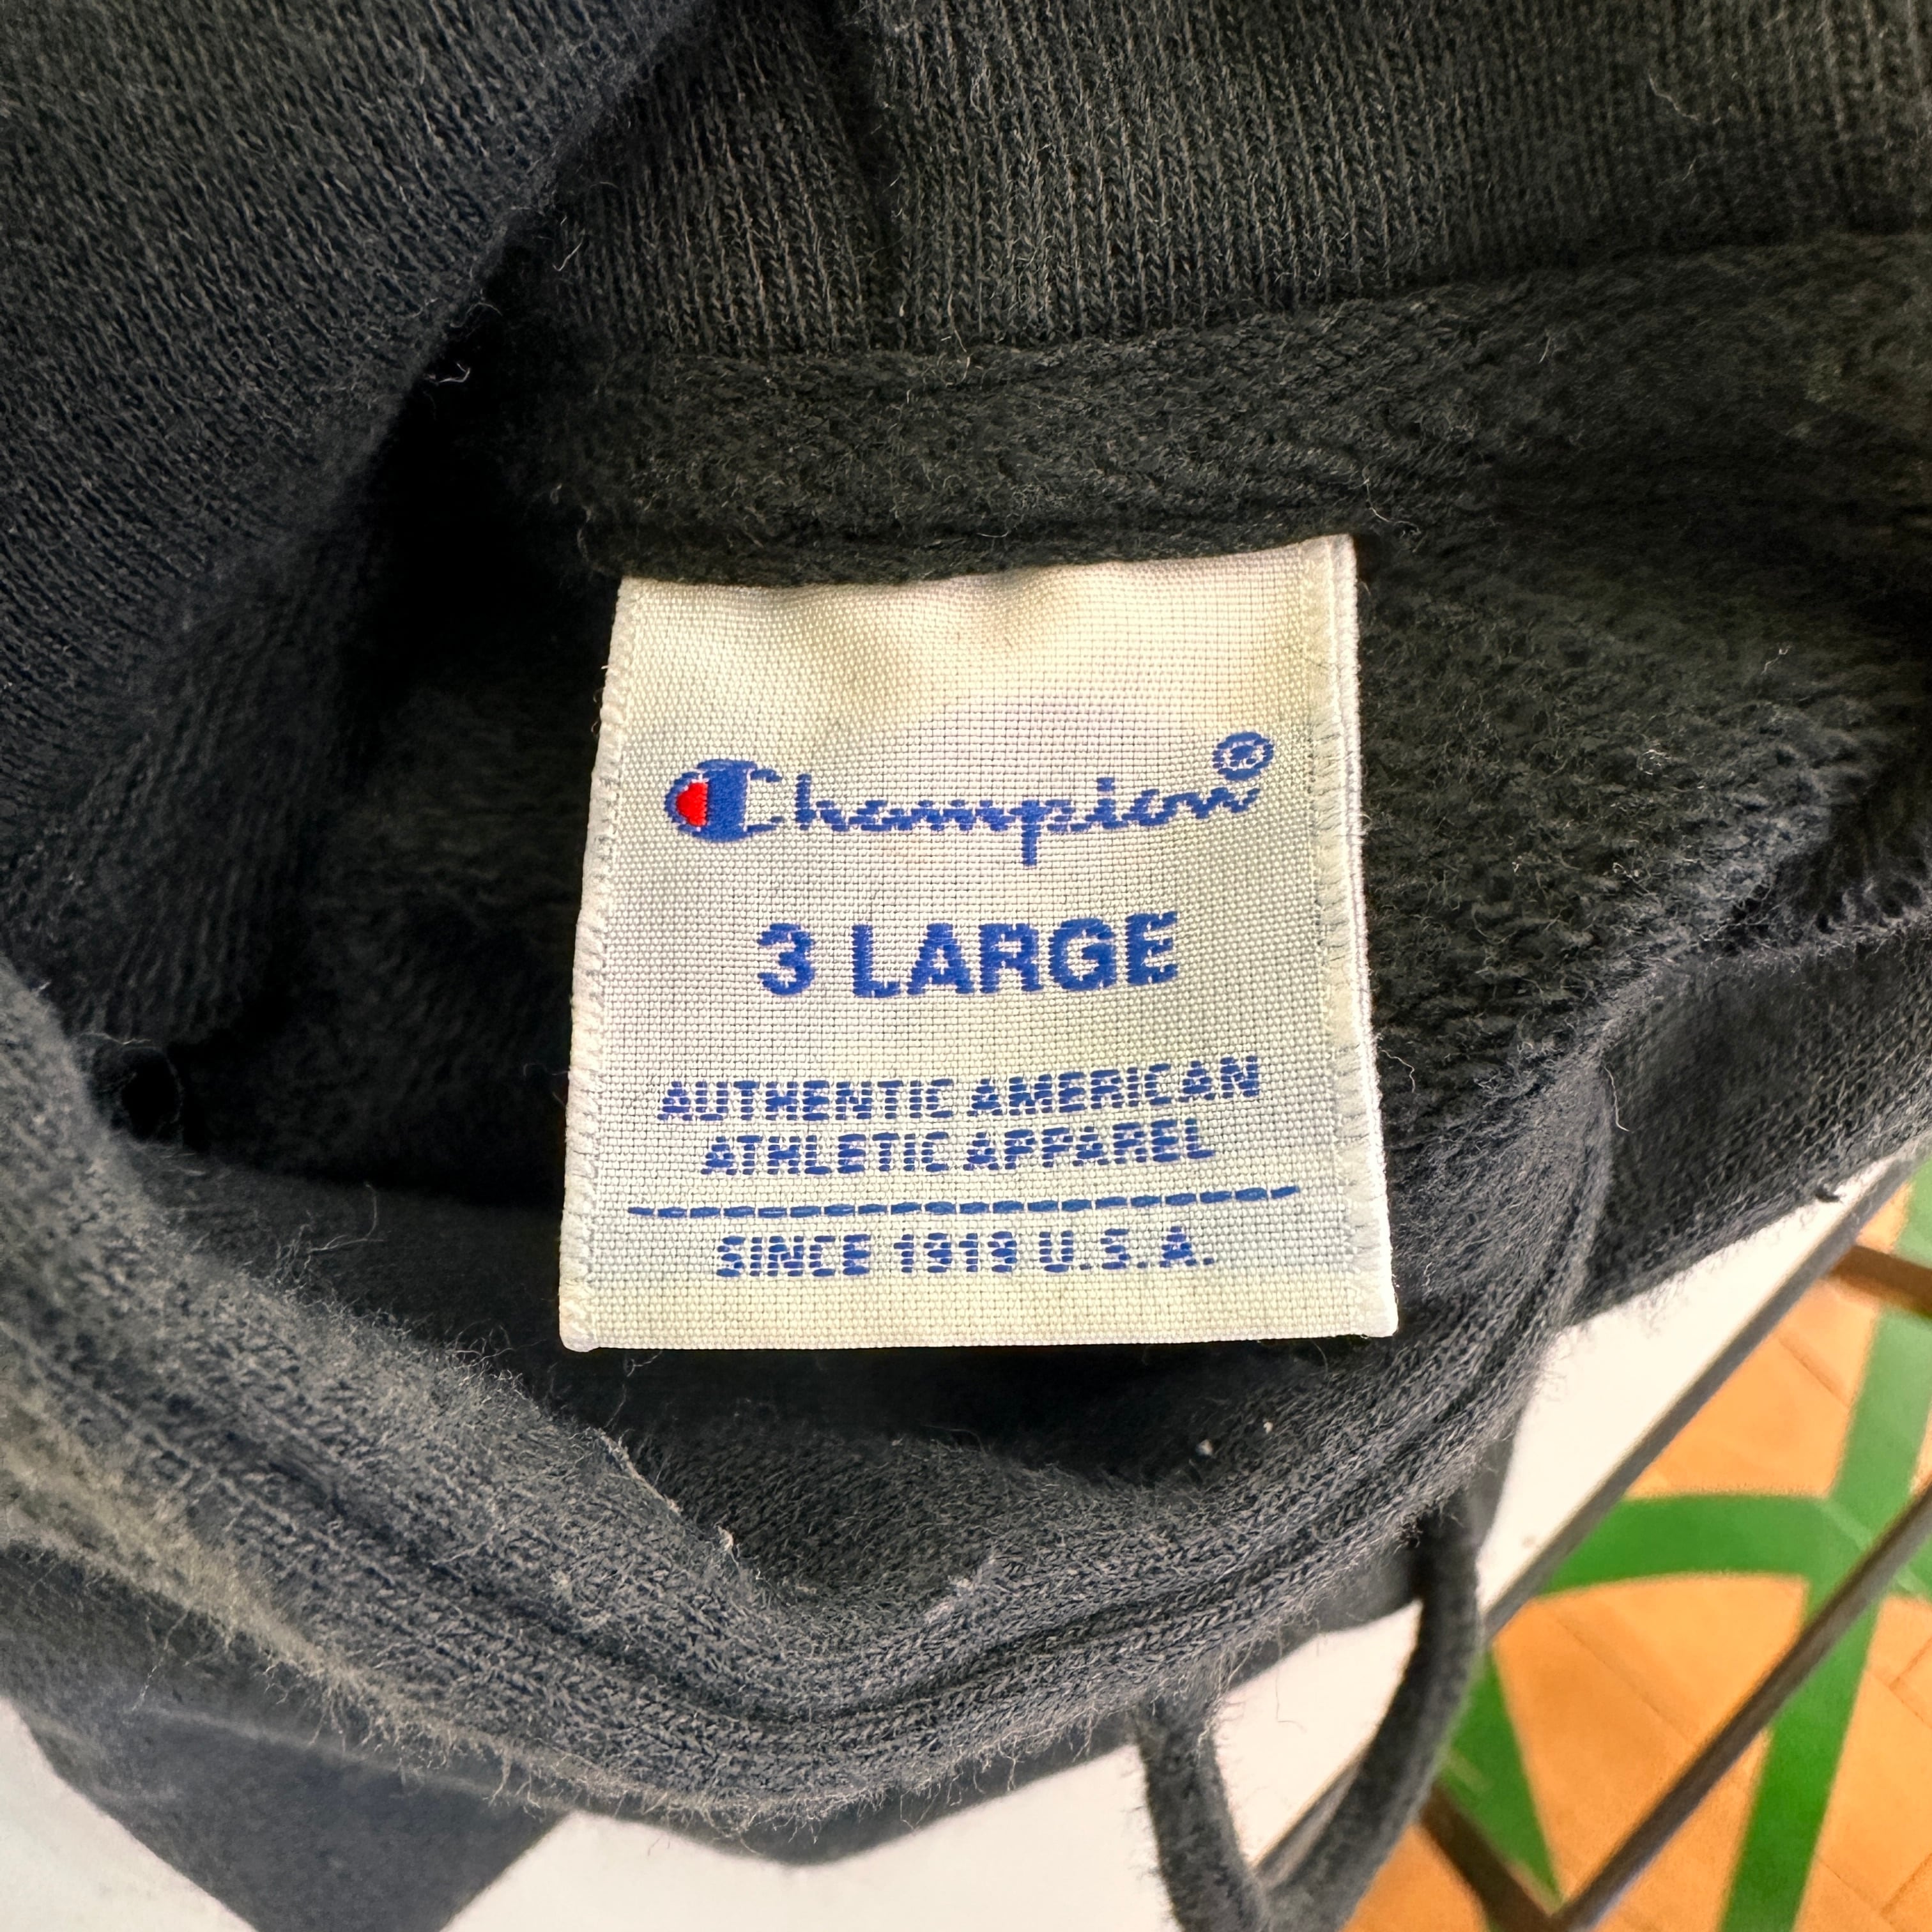 Champion®
3 LARGE
AUTHENTIC AMERICAN
ATHLETIC APPAREL
SINCE 1919 U.S.A.